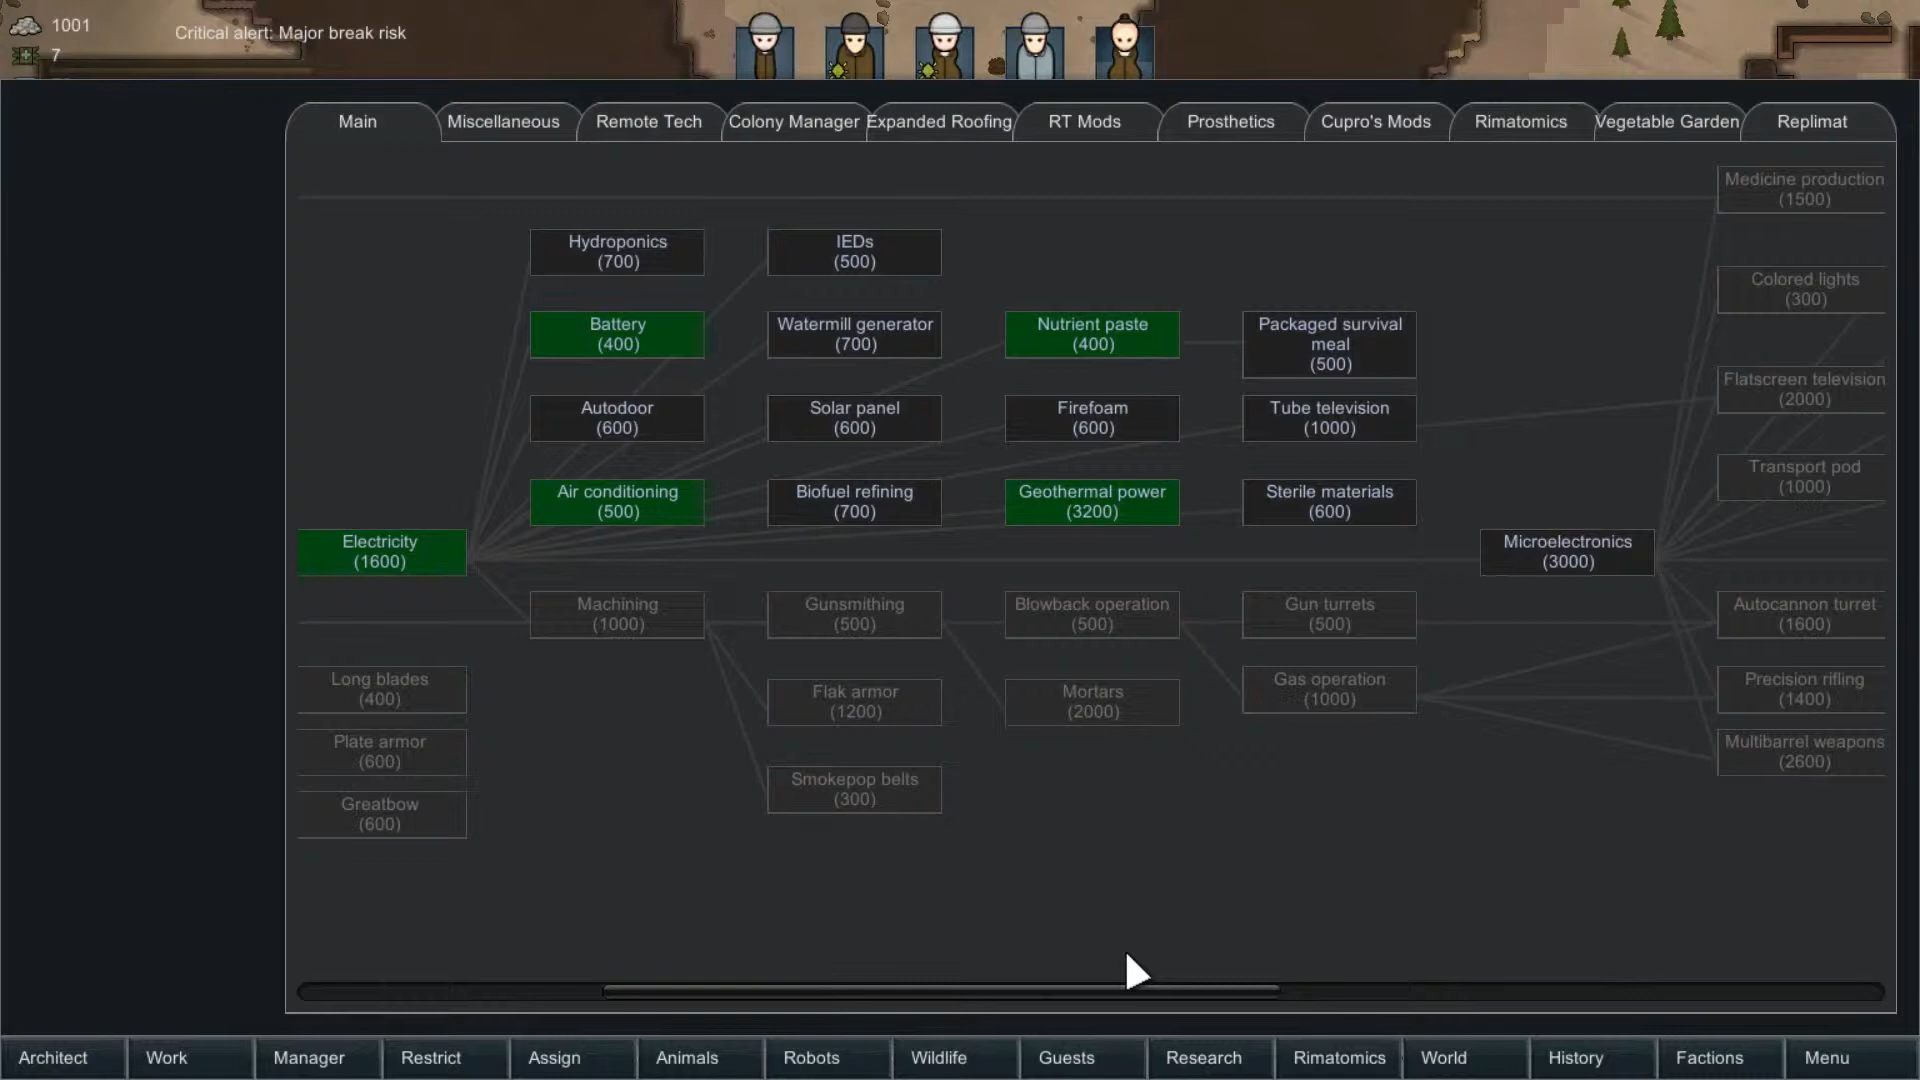 1001
Critical alert: Major break risk
7
Main
Miscellaneous
Remote Tech
Colony Manager
Expanded Roofing
RT Mods
Prosthetics
Cupro's Mods
Rimatomics
Vegetable Garden
Replimat
Medicine production
(1500)
Hydroponics
(700)
IEDs
(500)
Colored lights
(300)
Battery
(400)
Watermill generator
(700)
Nutrient paste
(400)
Packaged survival
meal
(500)
Flatscreen television
(2000)
Autodoor
(600)
Solar panel
(600)
Firefoam
(600)
Tube television
(1000)
Transport pod
(1000)
Air conditioning
(500)
Biofuel refining
(700)
Geothermal power
(3200)
Sterile materials
(600)
Electricity
(1600)
Microelectronics
(3000)
Machining
(1000)
Gunsmithing
(500)
Blowback operation
(500)
Gun turrets
(500)
Autocannon turret
(1600)
Long blades
(400)
Flak armor
(1200)
Mortars
(2000)
Gas operation
(1000)
Precision rifling
(1400)
Plate armor
(600)
Multibarrel weapons
(2600)
Smokepop belts
(300)
Greatbow
(600)
Architect
Work
Manager
Restrict
Assign
Animals
Robots
Wildlife
Guests
Research
Rimatomics
World
History
Factions
Menu